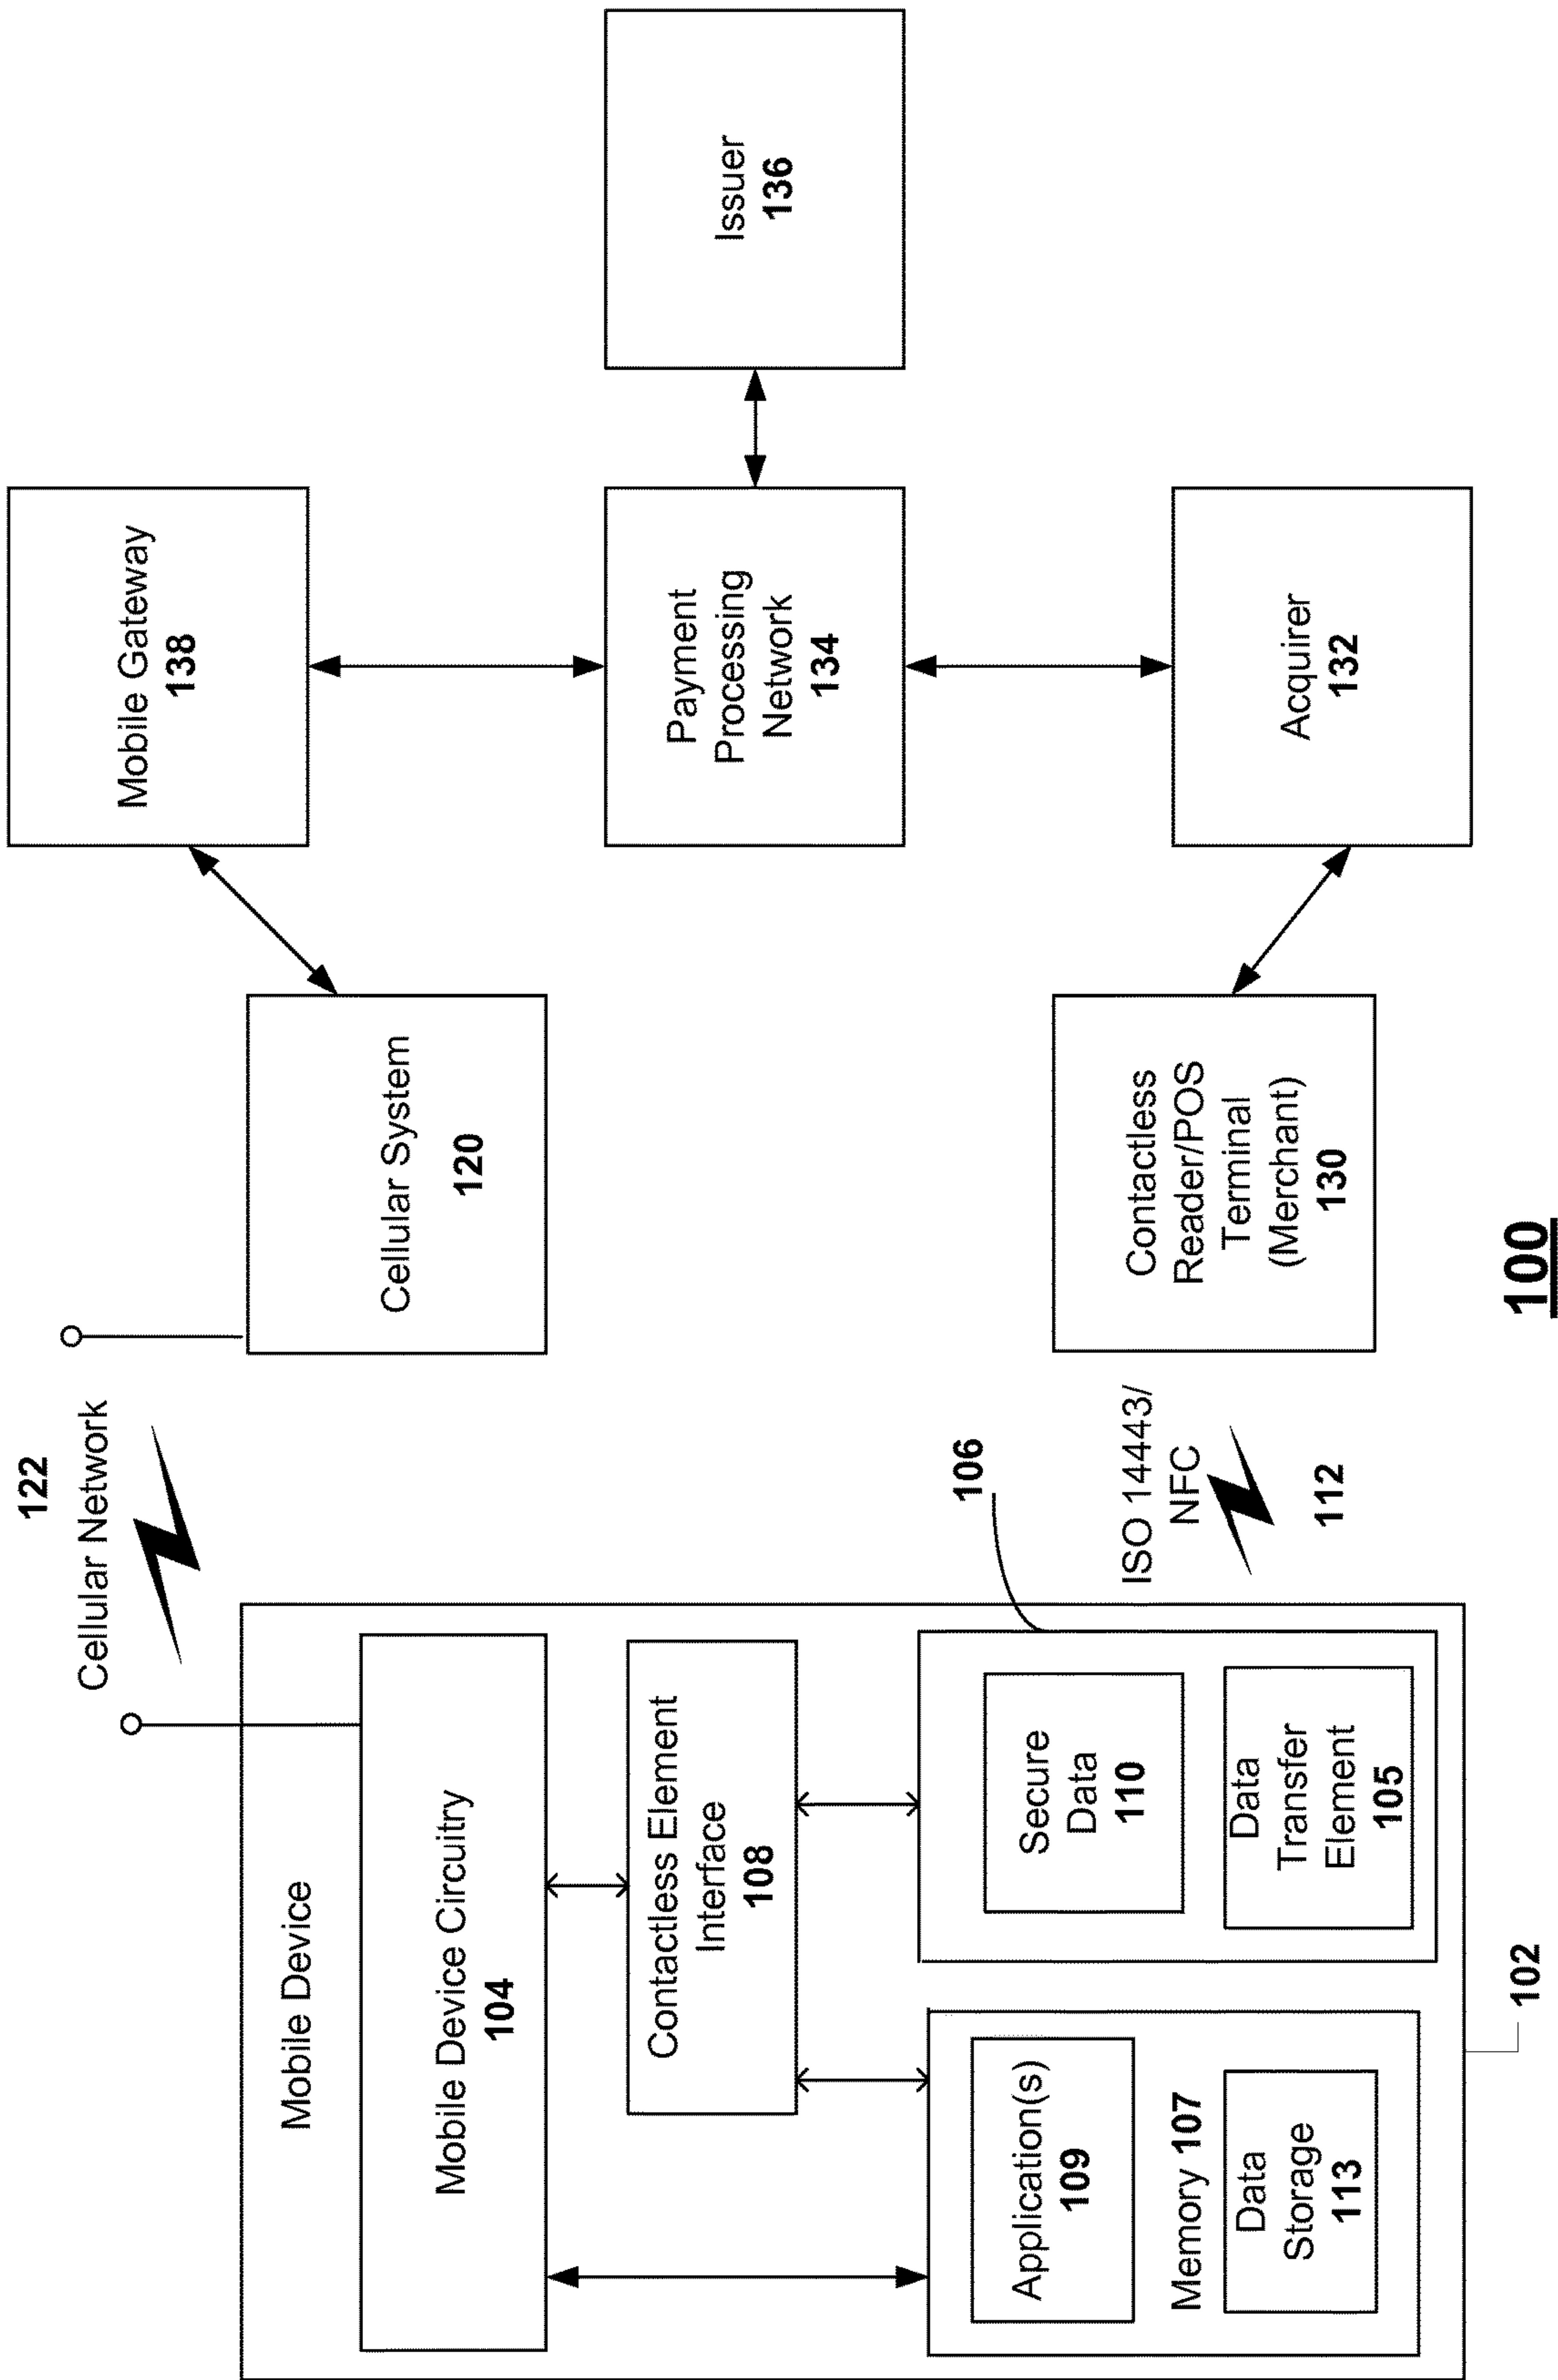 122
Cellular Network
Mobile Device
Mobile Device Circuitry
104
Contactless Element
Interface
108
Application(s)
109
Memory 107
Data
Storage
113
106
Secure
Data
110
Data
Transfer
Element
105
102
ISO 14443/
NFC
112
Cellular System
120
Contactless
Reader/POS
Terminal
(Merchant)
130
Mobile Gateway
138
Payment
Processing
Network
134
Acquirer
132
Issuer
136
100